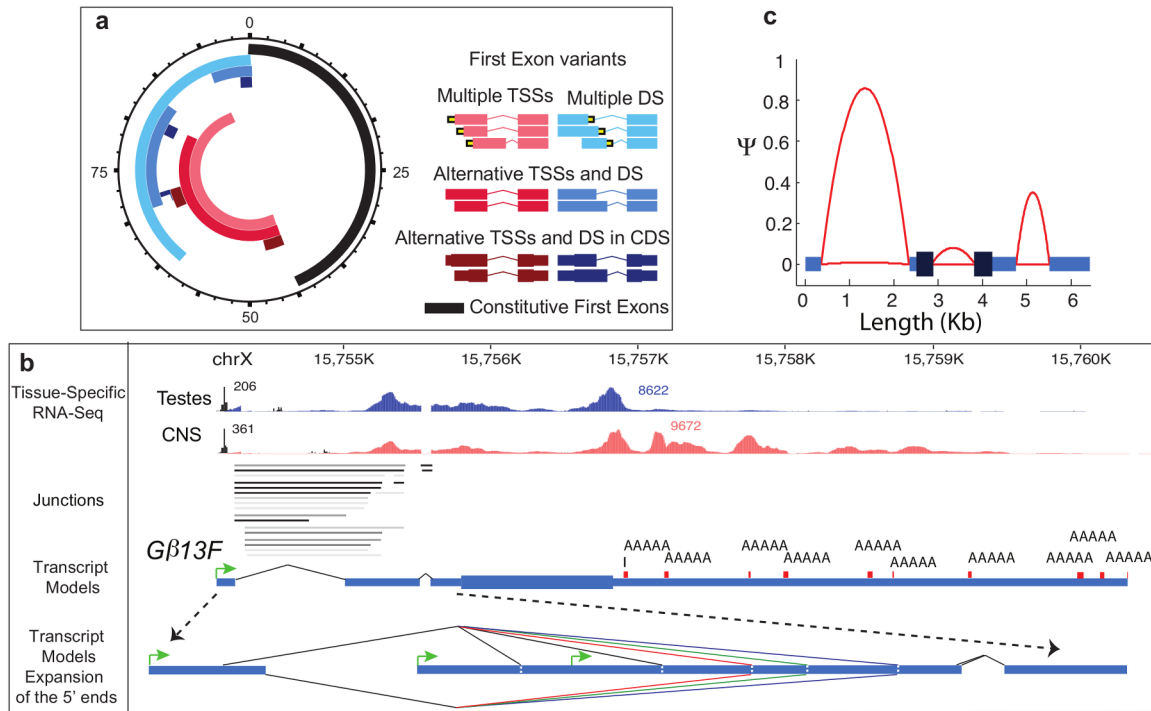 a
0
25
50
75
First Exon variants
Multiple TSSs
Multiple DS
Alternative TSSs and DS
Alternative TSSs and DS in CDS
Constitutive First Exons
c
1
0.8
0.6
0.4
0.2
0
Ψ
0 1 2 3 4 5 6
Length (Kb)
b
chrX 15,755K 15,756K 15,757K 15,758K 15,759K 15,760K
Tissue-Specific
RNA-Seq
Testes
206
8622
CNS
361
9672
Junctions
Gβ13F
Transcript
Models
AAAAA
AAAAA
AAAAA
AAAAA
AAAAA
AAAAA
AAAAA
AAAAA
AAAAA
AAAAA
Transcript
Models
Expansion
of the 5' ends